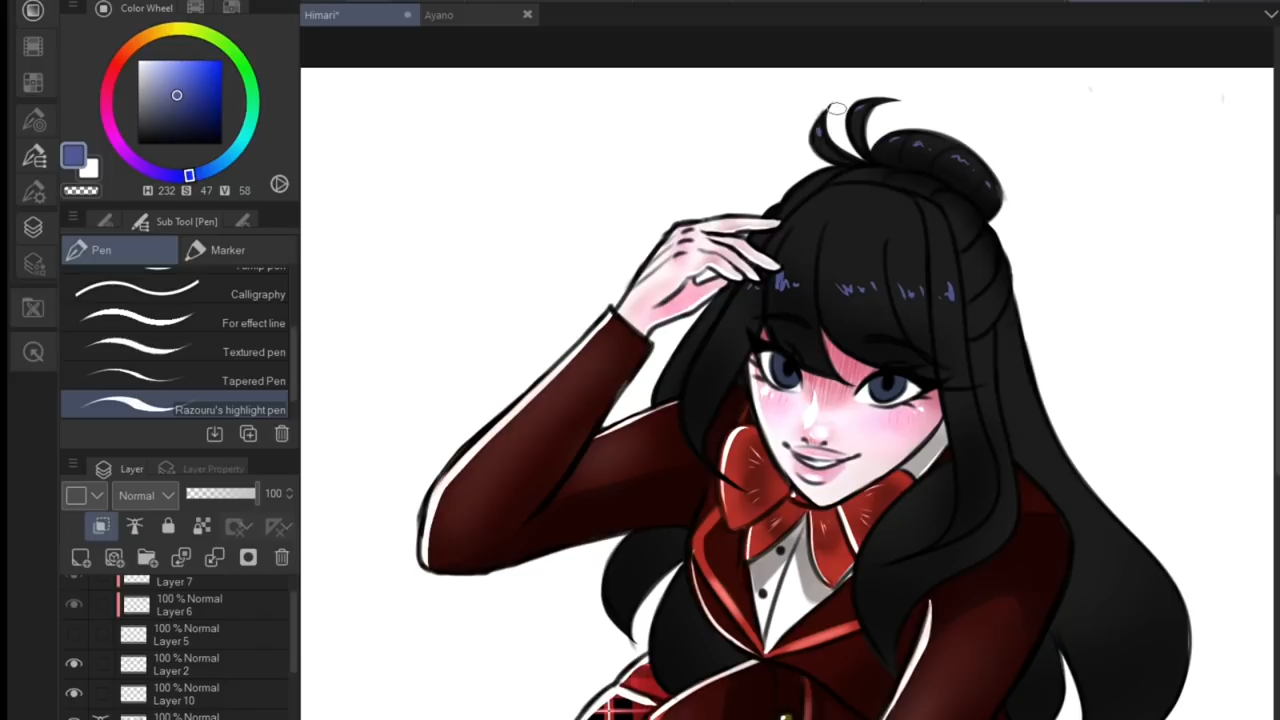 Color Wheel
Himari*
Ayano
H 232 S 47 V 58
Sub Tool [Pen]
Pen
Marker
Calligraphy
For effect line
Textured pen
Tapered Pen
Razouru's highlight pen
Layer
Layer Property
Normal
100
Layer 7
100 % Normal
Layer 6
100 % Normal
Layer 5
100 % Normal
Layer 2
100 % Normal
Layer 10
100 % Normal